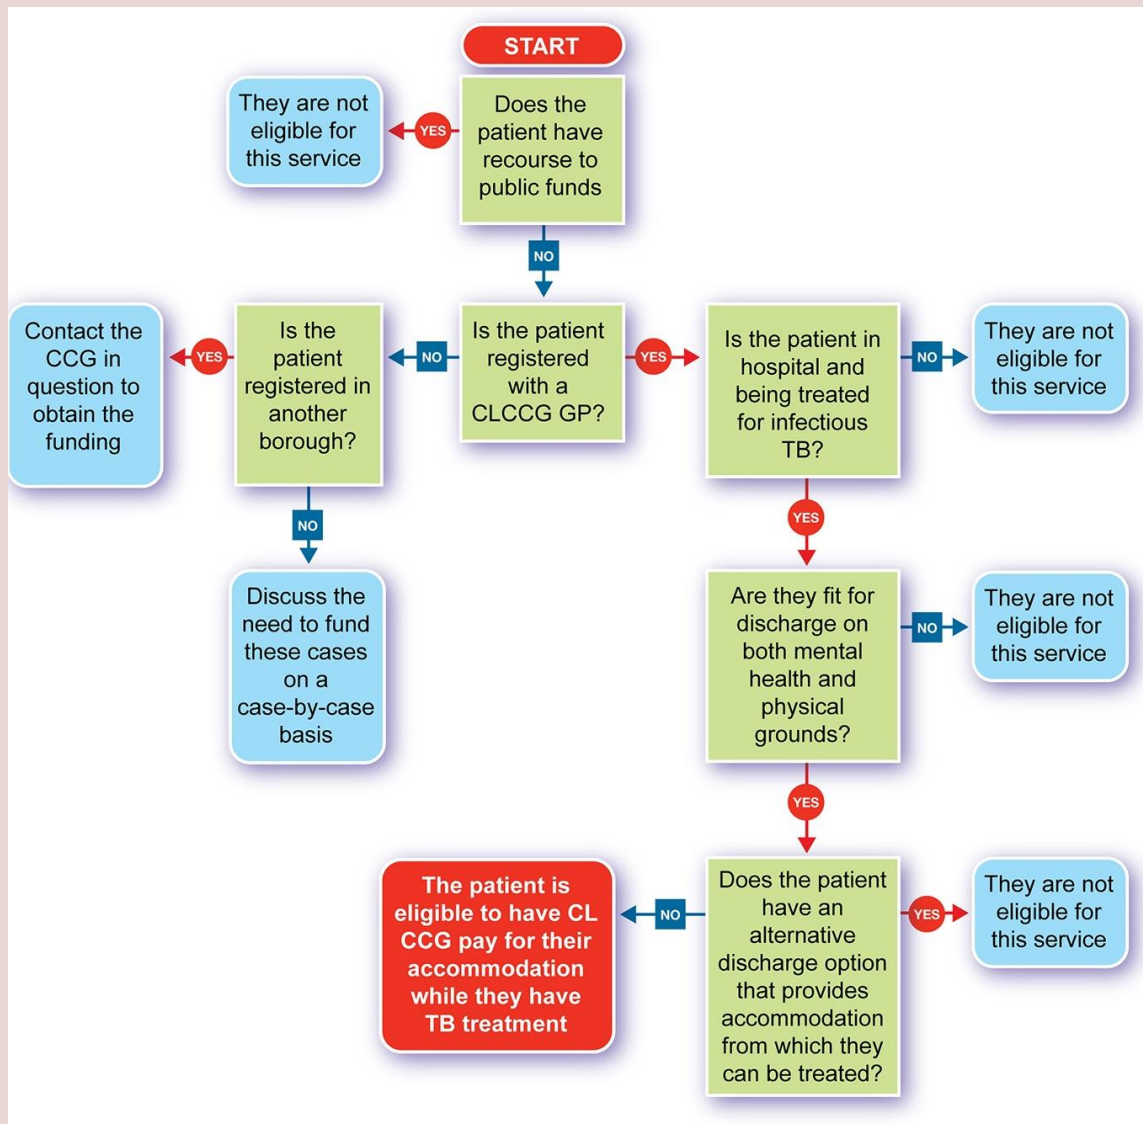 START
Does the
patient have
recourse to
public funds
YES
They are not
eligible for
this service
NO
Is the patient
registered
with a
CLCCG GP?
NO
Is the
patient
registered in
another
borough?
YES
Contact the
CCG in
question to
obtain the
funding
NO
Discuss the
need to fund
these cases
on a
case-by-case
basis
YES
Is the patient in
hospital and
being treated
for infectious
TB?
NO
They are not
eligible for
this service
YES
Are they fit for
discharge on
both mental
health and
physical
grounds?
NO
They are not
eligible for
this service
YES
Does the patient
have an
alternative
discharge option
that provides
accommodation
from which they
can be treated?
YES
They are not
eligible for
this service
NO
The patient is
eligible to have CL
CCG pay for their
accommodation
while they have
TB treatment